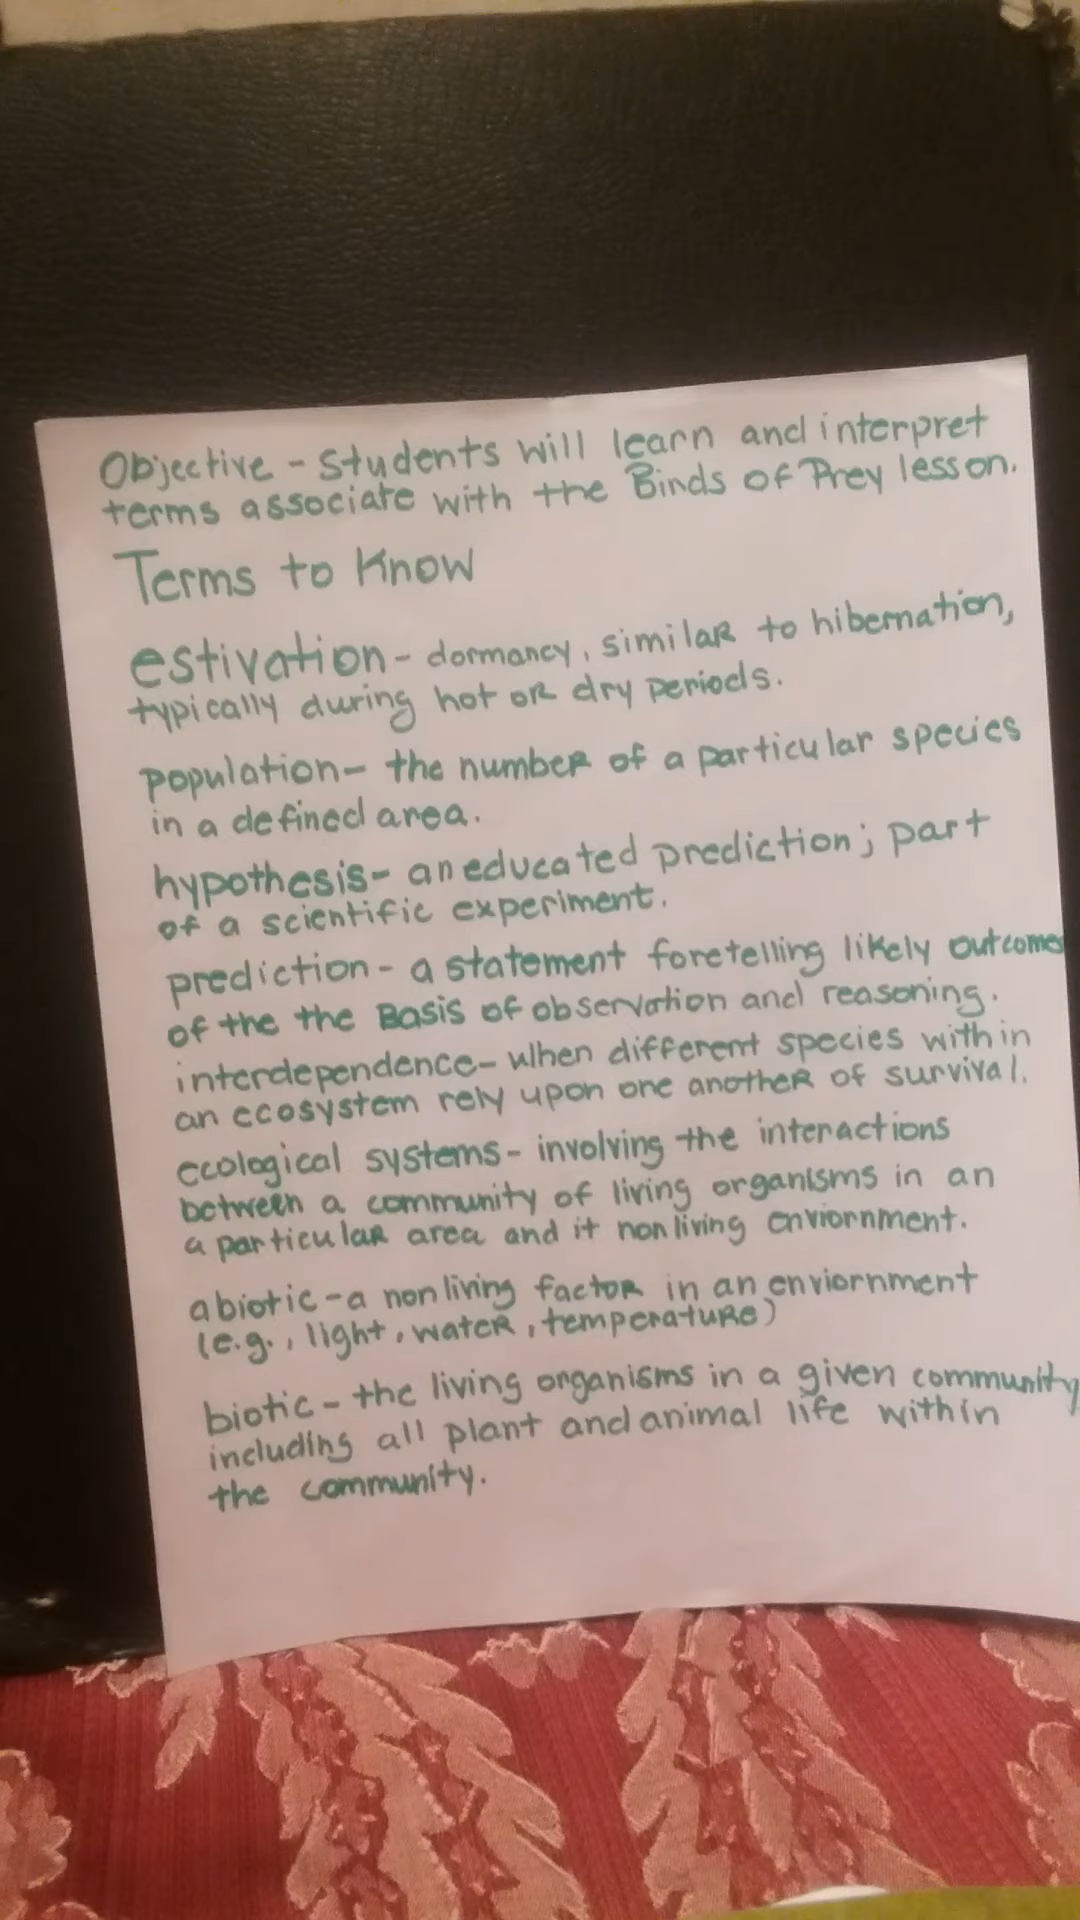 Objective - Students will learn and interpret
terms associate with the Binds of Prey lesson.
Terms to Know
estivation - dormancy, similar to hibernation,
typically during hot or dry periods.
population - the number of a particular species
in a defined area.
hypothesis - an educated prediction; part
of a scientific experiment.
prediction - a statement foretelling likely outcomes
of the the Basis of observation and reasoning.
interdependence - when different species within
an ecosystem rely upon one another of survival.
ecological systems - involving the interactions
between a community of living organisms in an
a particular area and it nonliving enviornment.
abiotic - a nonliving factor in an enviornment
(e.g., light, water, temperature)
biotic - the living organisms in a given community
including all plant and animal life within
the community.